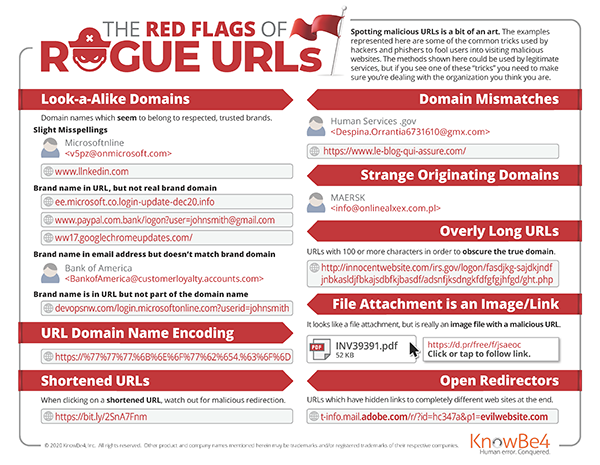 THE RED FLAGS OF
ROGUE URLS
Spotting malicious URLs is a bit of an art. The examples
represented here are some of the common tricks used by
hackers and phishers to fool users into visiting malicious
websites. The methods shown here could be used by legitimate
services, but if you see one of these "tricks" you need to make
sure you're dealing with the organization you think you are.
Look-a-Alike Domains
Domain names which seem to belong to respected, trusted brands.
Slight Misspellings
Microsoftnline
<v5pz@onmicrosoft.com>
www.llnkedin.com
Brand name in URL, but not real brand domain
ee.microsoft.co.login-update-dec20.info
www.paypal.com.bank/logon?user=johnsmith@gmail.com
ww17.googlechromeupdates.com/
Brand name in email address but doesn't match brand domain
Bank of America
<BankofAmerica@customerloyalty.accounts.com>
Brand name is in URL but not part of the domain name
devopsnw.com/login.microsoftonline.com?userid=johnsmith
URL Domain Name Encoding
https://%77%77%77.%6B%6E%6F%77%62%654.%63%6F%6D
Shortened URLs
When clicking on a shortened URL, watch out for malicious redirection.
https://bit.ly/2SnA7Fnm
Domain Mismatches
Human Services .gov
<Despina.Orrantia6731610@gmx.com>
https://www.le-blog-qui-assure.com/
Strange Originating Domains
MAERSK
<info@onlinealxex.com.pl>
Overly Long URLs
URLs with 100 or more characters in order to obscure the true domain.
http://innocentwebsite.com/irs.gov/logon/fasdjkg-sajdkjndf
jnbkasldjfbkajsdbfkjbasdf/adsnfjksdngkfdfgfgjhfgd/ght.php
File Attachment is an Image/Link
It looks like a file attachment, but is really an image file with a malicious URL.
PDF
INV39391.pdf
52 KB
https://d.pr/free/f/jsaeoc
Click or tap to follow link.
Open Redirectors
URLs which have hidden links to completely different web sites at the end.
t-info.mail.adobe.com/r/?id=hc347a&p1=evilwebsite.com
© 2020 KnowBe4, Inc. All rights reserved. Other product and company names mentioned herein may be trademarks and/or registered trademarks of their respective companies.
KnowBe4
Human error. Conquered.